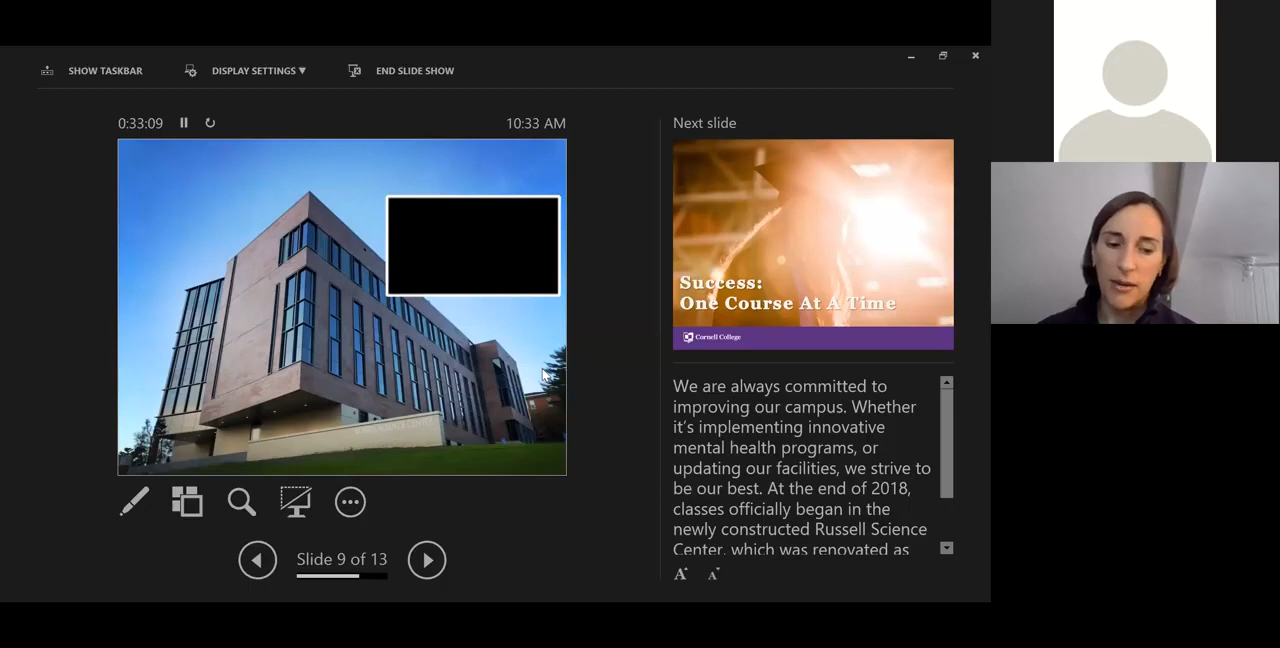 SHOW TASKBAR
DISPLAY SETTINGS ▼
END SLIDE SHOW
0:33:09
10:33 AM
Next slide
Success:
One Course At A Time
Cornell College
We are always committed to
improving our campus. Whether
it's implementing innovative
mental health programs, or
updating our facilities, we strive to
be our best. At the end of 2018,
classes officially began in the
newly constructed Russell Science
Center, which was renovated as
Slide 9 of 13
A
A